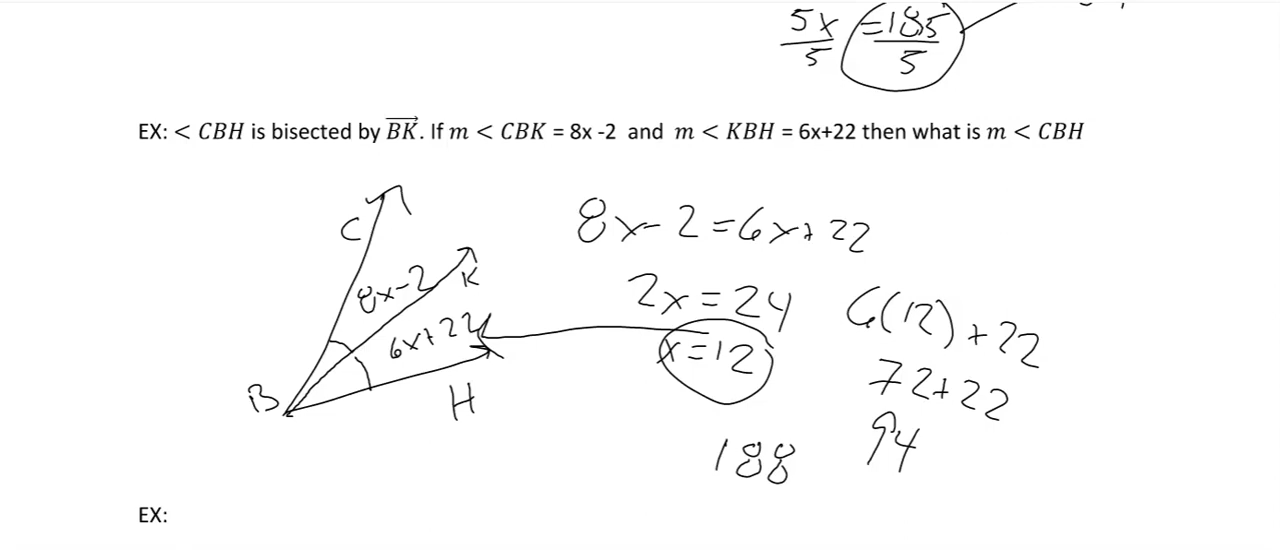 5x = 185
5 5
EX: < CBH is bisected by BK. If m < CBK = 8x -2 and m < KBH = 6x+22 then what is m < CBH
C
8x-2
K
6x+22
B
H
8x-2=6x+22
2x=24
x=12
6(12)+22
72+22
94
188
EX: